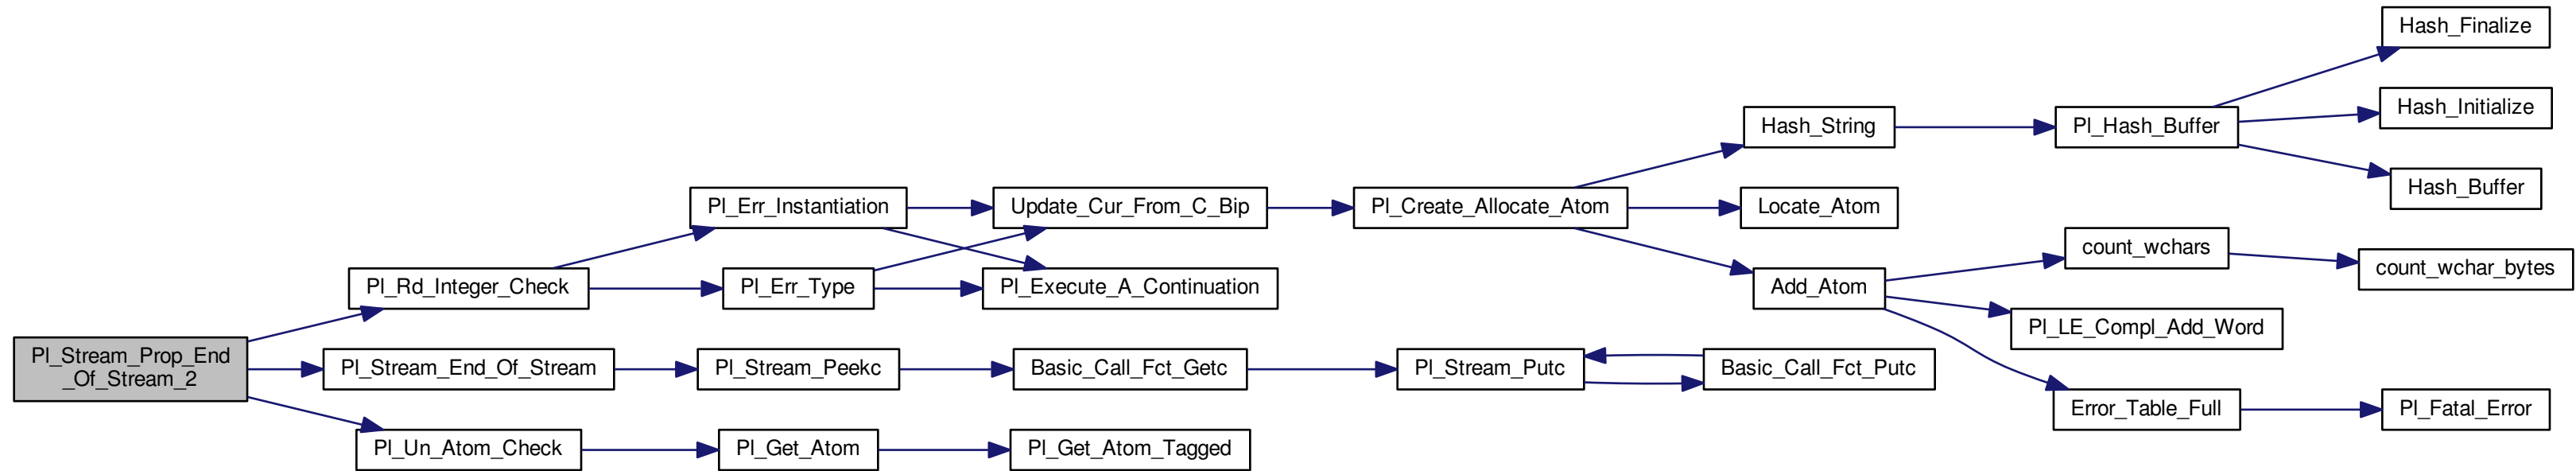 Pl_Stream_Prop_End
_Of_Stream_2
Pl_Rd_Integer_Check
Pl_Stream_End_Of_Stream
Pl_Un_Atom_Check
Pl_Err_Instantiation
Pl_Err_Type
Pl_Stream_Peekc
Pl_Get_Atom
Update_Cur_From_C_Bip
Pl_Execute_A_Continuation
Basic_Call_Fct_Getc
Pl_Get_Atom_Tagged
Pl_Create_Allocate_Atom
Pl_Stream_Putc
Hash_String
Locate_Atom
Add_Atom
Basic_Call_Fct_Putc
Pl_Hash_Buffer
count_wchars
Pl_LE_Compl_Add_Word
Error_Table_Full
Hash_Finalize
Hash_Initialize
Hash_Buffer
count_wchar_bytes
Pl_Fatal_Error